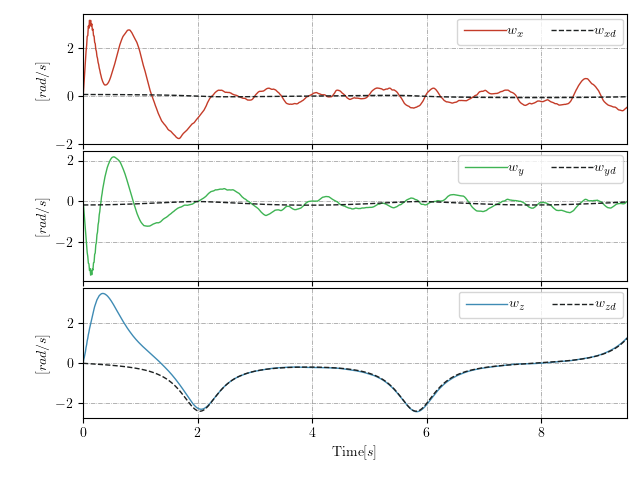 2
0
−2
[rad/s]
w_x w_xd
2
0
−2
[rad/s]
w_y w_yd
2
0
−2
[rad/s]
w_z w_zd
0 2 4 6 8
Time[s]